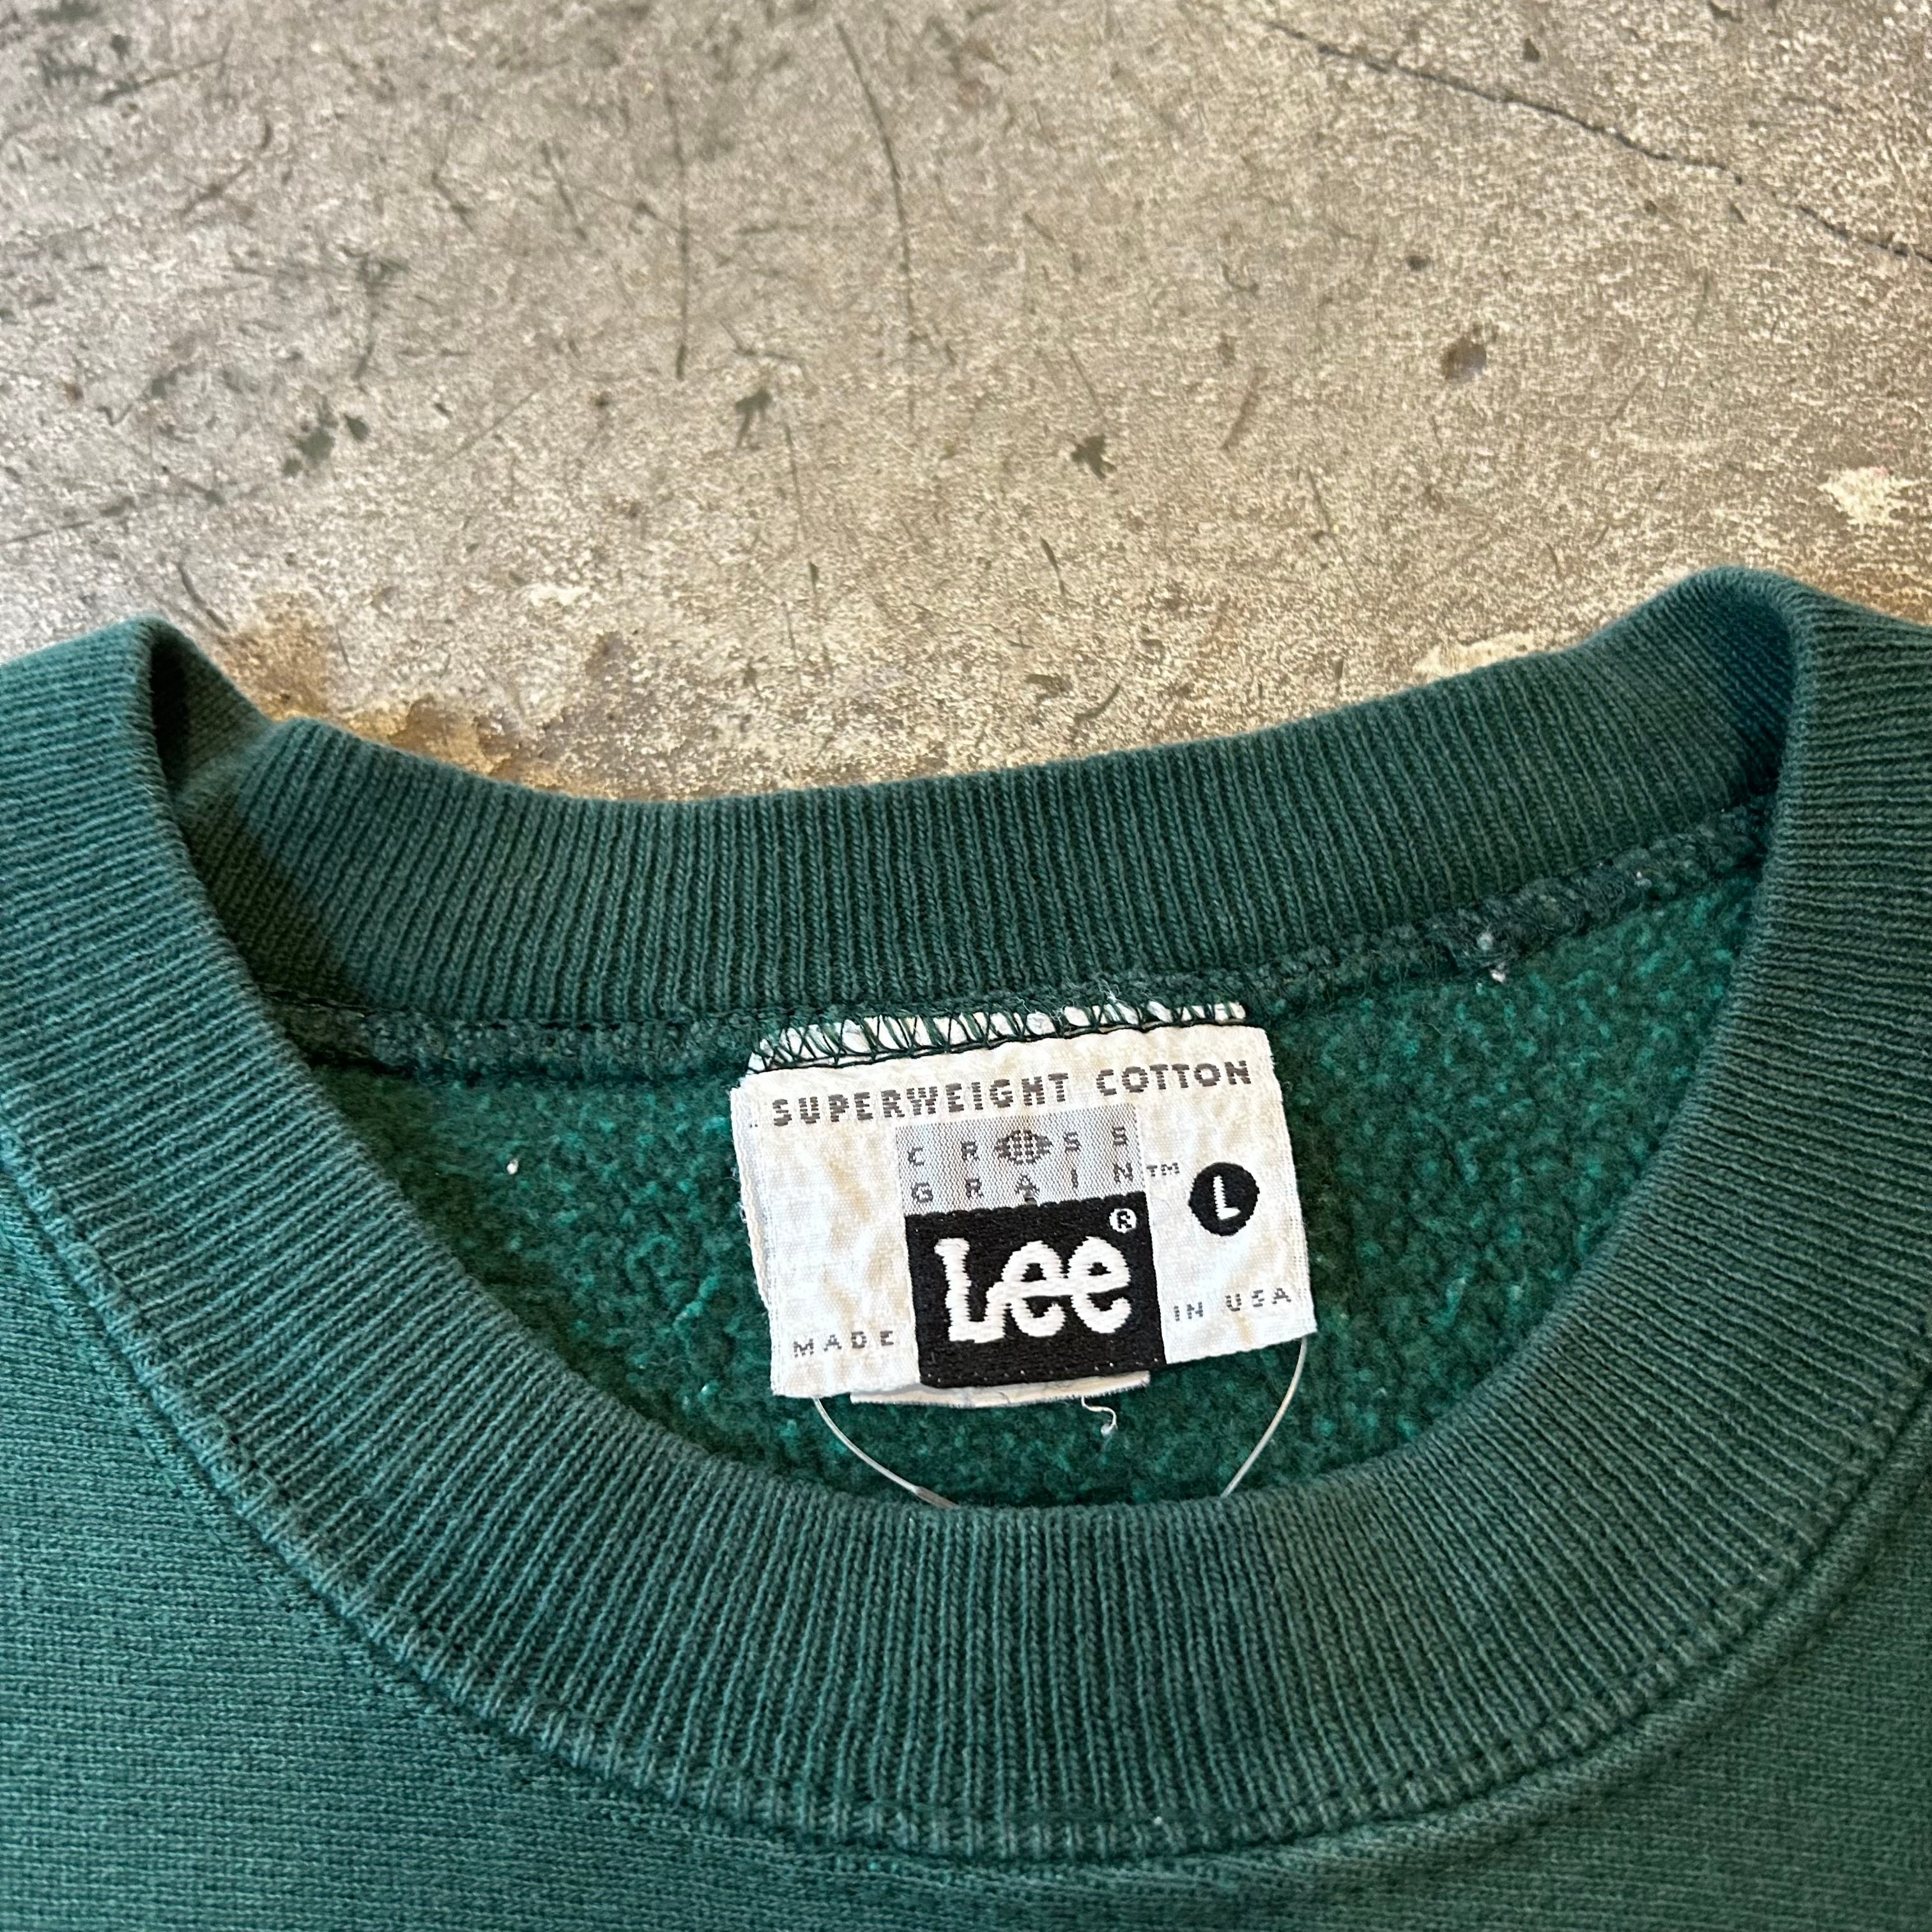 SUPERWEIGHT COTTON
CROSS
GRAIN™
L
Lee®
MADE IN USA